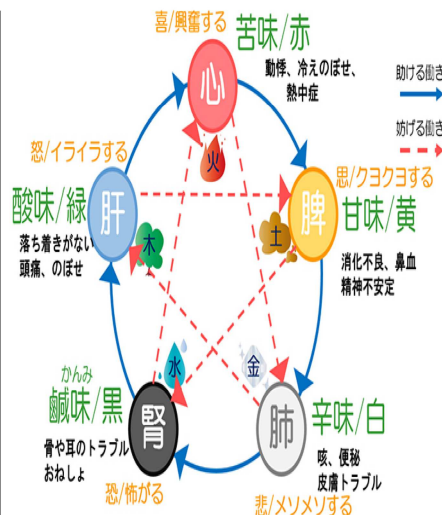 喜/興奮する
苦味/赤
動悸、冷えのぼせ、
熱中症
助ける働き
妨げる働き
心
火
怒/イライラする
酸味/緑
落ち着きがない
頭痛、のぼせ
肝
木
思/クヨクヨする
甘味/黄
消化不良、鼻血
精神不安定
脾
土
かんみ
鹹味/黒
骨や耳のトラブル
おねしょ
恐/怖がる
腎
水
金
肺
辛味/白
咳、便秘
皮膚トラブル
悲/メソメソする